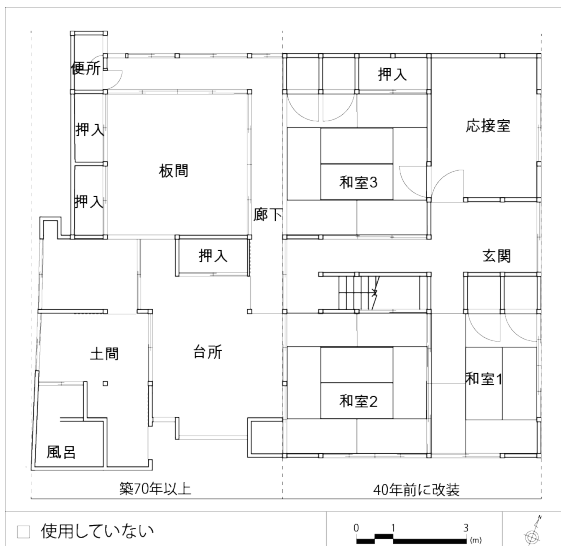 便所
押入
応接室
押入
板間
和室3
押入
廊下
押入
玄関
土間
台所
和室2
和室1
風呂
築70年以上
40年前に改装
使用していない
0 1 3
(m)